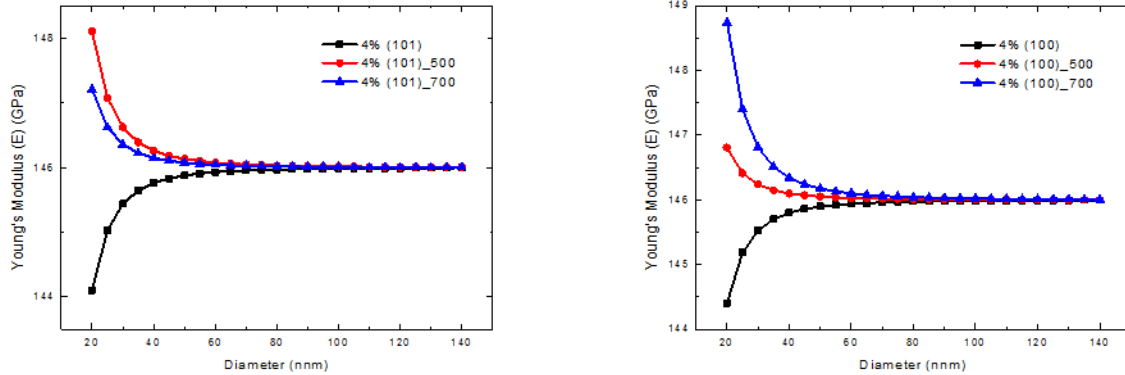 148
146
144
Young's Modulus (E) (GPa)
4% (101)
4% (101)_500
4% (101)_700
20 40 60 80 100 120 140
Diameter (nnm)
149
148
147
146
145
144
Young's Modulus (E) (GPa)
4% (100)
4% (100)_500
4% (100)_700
20 40 60 80 100 120 140
Diameter (nnm)